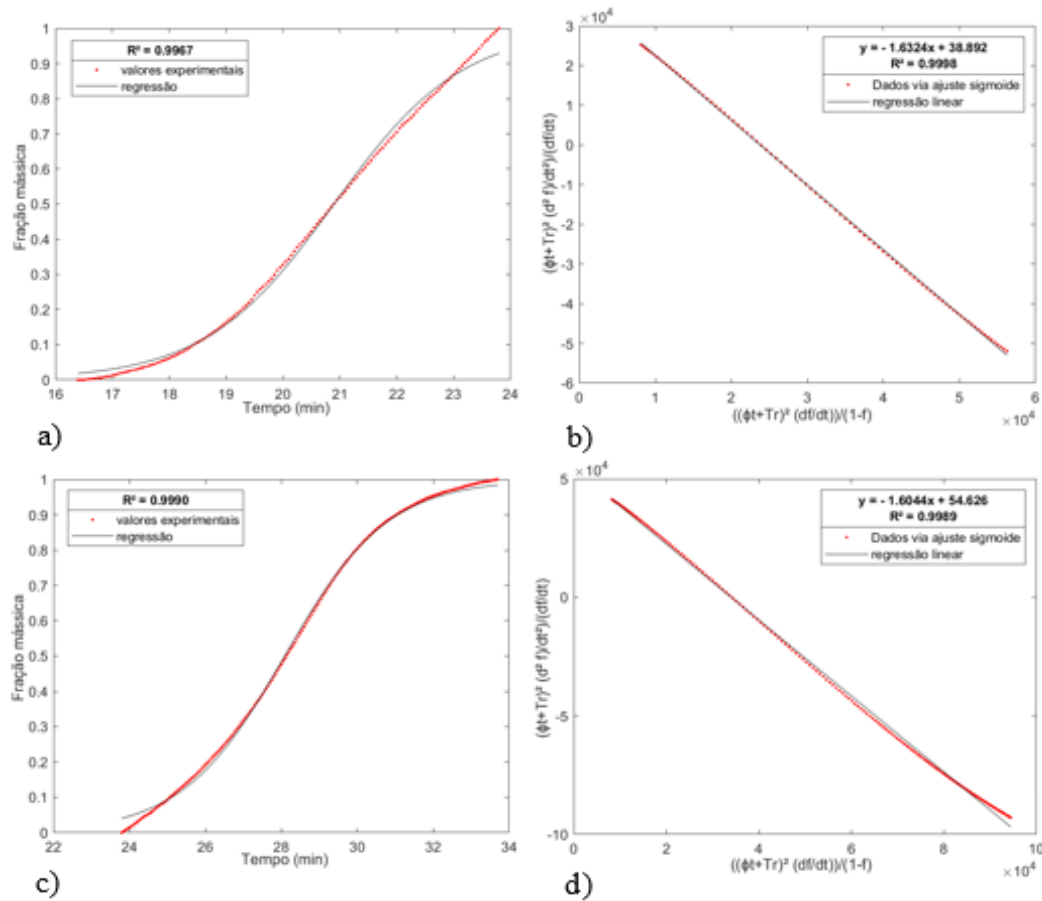 R² = 0.9967
valores experimentais
regressão
1
0.9
0.8
0.7
0.6
0.5
0.4
0.3
0.2
0.1
0
Fração mássica
16 17 18 19 20 21 22 23 24
Tempo (min)
a)
×10⁴
y = - 1.6324x + 38.892
R² = 0.9998
Dados via ajuste sigmoide
regressão linear
3
2
1
0
-1
-2
-3
-4
-5
-6
(ϕt+Tr)² (d² f)/dt²)/(df/dt)
0 1 2 3 4 5 6
((ϕt+Tr)² (df/dt))/(1-f)
×10⁴
b)
R² = 0.9990
valores experimentais
regressão
1
0.9
0.8
0.7
0.6
0.5
0.4
0.3
0.2
0.1
0
Fração mássica
22 24 26 28 30 32 34
Tempo (min)
c)
×10⁴
y = - 1.6044x + 54.626
R² = 0.9989
Dados via ajuste sigmoide
regressão linear
5
0
-5
-10
(ϕt+Tr)² (d² f)/dt²)/(df/dt)
0 2 4 6 8 10
((ϕt+Tr)² (df/dt))/(1-f)
×10⁴
d)